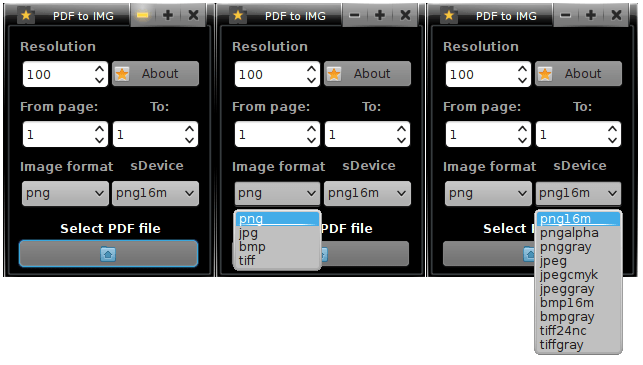 PDF to IMG
Resolution
100
About
From page:
To:
1
1
Image format
sDevice
png
png16m
Select PDF file
PDF to IMG
Resolution
100
About
From page:
To:
1
1
Image format
sDevice
png
png16m
png
jpg
bmp
tiff
PDF file
PDF to IMG
Resolution
100
About
From page:
To:
1
1
Image format
sDevice
png
png16m
png16m
pngalpha
pnggray
jpeg
jpegcmyk
jpeggray
bmp16m
bmpgray
tiff24nc
tiffgray
Select